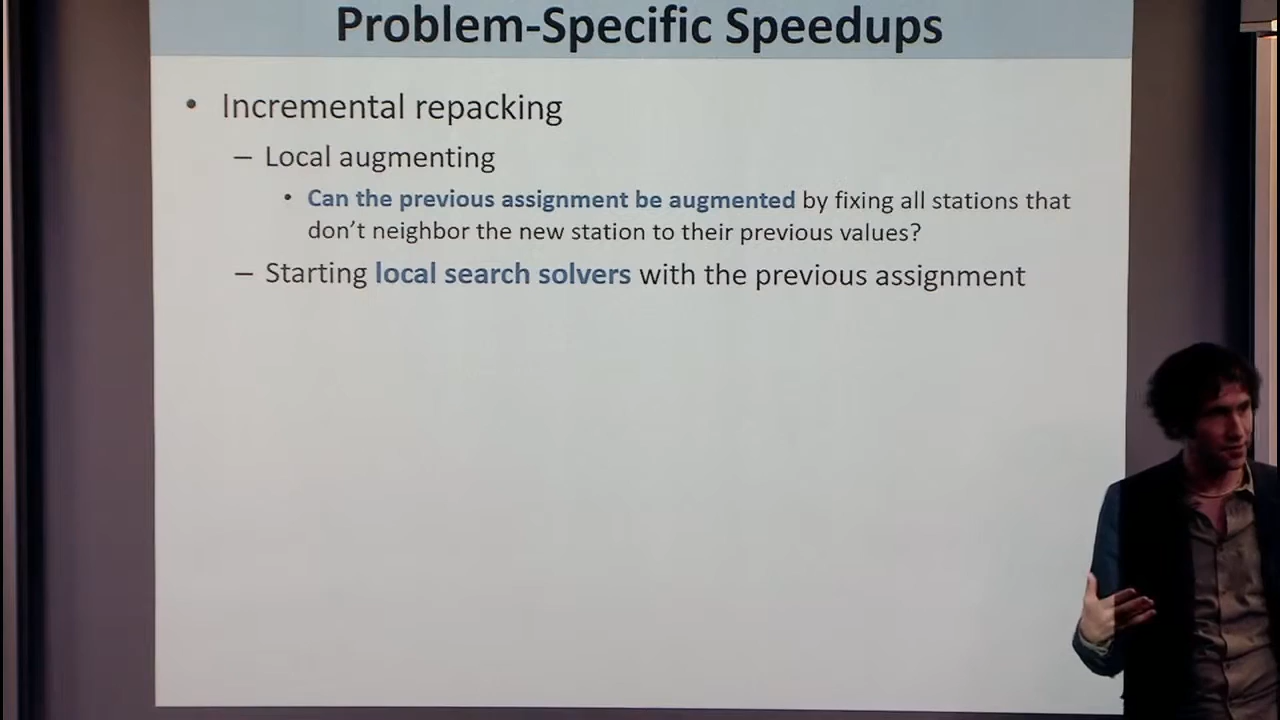 Problem-Specific Speedups
• Incremental repacking
– Local augmenting
• Can the previous assignment be augmented by fixing all stations that
don't neighbor the new station to their previous values?
– Starting local search solvers with the previous assignment